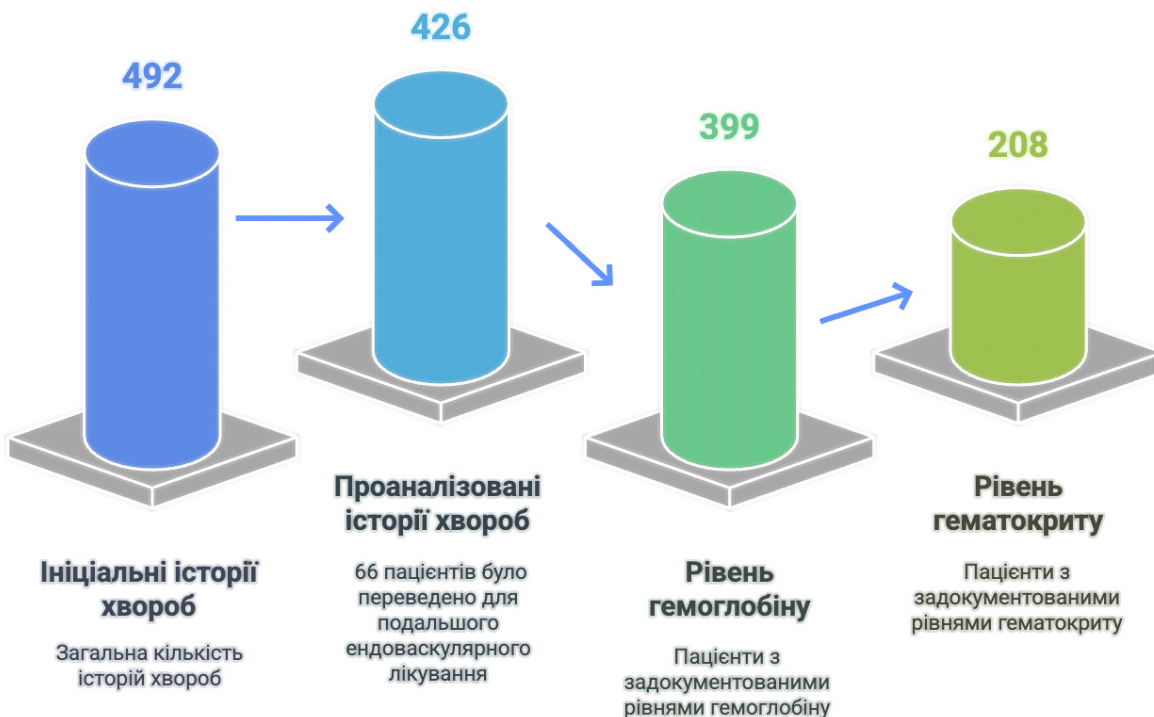 492
Ініціальні історії
хвороб
Загальна кількість
історій хвороб
426
Проаналізовані
історії хвороб
66 пацієнтів було
переведено для
подальшого
ендоваскулярного
лікування
399
Рівень
гемоглобіну
Пацієнти з
задокументованими
рівнями гемоглобіну
208
Рівень
гематокриту
Пацієнти з
задокументованими
рівнями гематокриту